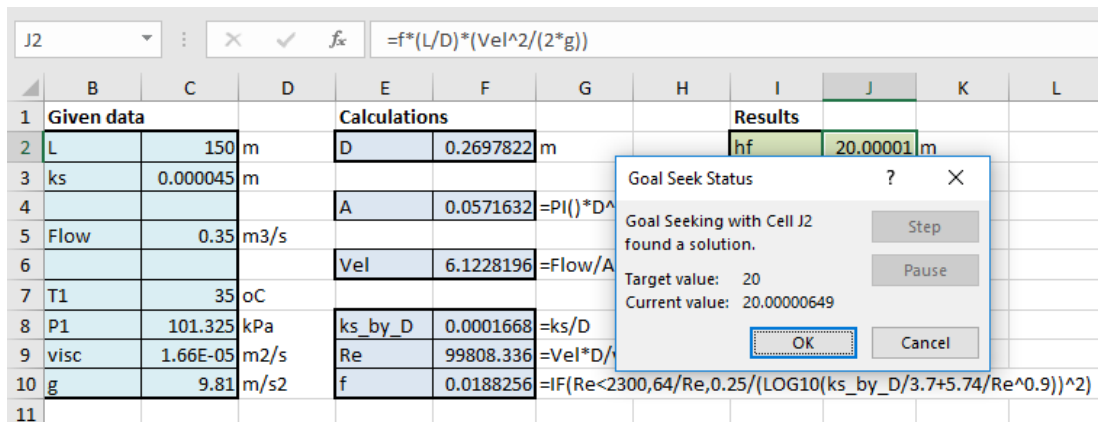 J2 fx =f*(L/D)*(Vel^2/(2*g))
B C D E F G H I J K L
1 Given data Calculations Results
2 L 150 m D 0.2697822 m hf 20.00001 m
3 ks 0.000045 m
4 A 0.0571632 =PI()*D^
5 Flow 0.35 m3/s
6 Vel 6.1228196 =Flow/A
7 T1 35 oC
8 P1 101.325 kPa ks_by_D 0.0001668 =ks/D
9 visc 1.66E-05 m2/s Re 99808.336 =Vel*D/
10 g 9.81 m/s2 f 0.0188256 =IF(Re<2300,64/Re,0.25/(LOG10(ks_by_D/3.7+5.74/Re^0.9))^2)
11
Goal Seek Status ? ×
Goal Seeking with Cell J2
found a solution.
Step
Target value: 20
Pause
Current value: 20.00000649
OK Cancel